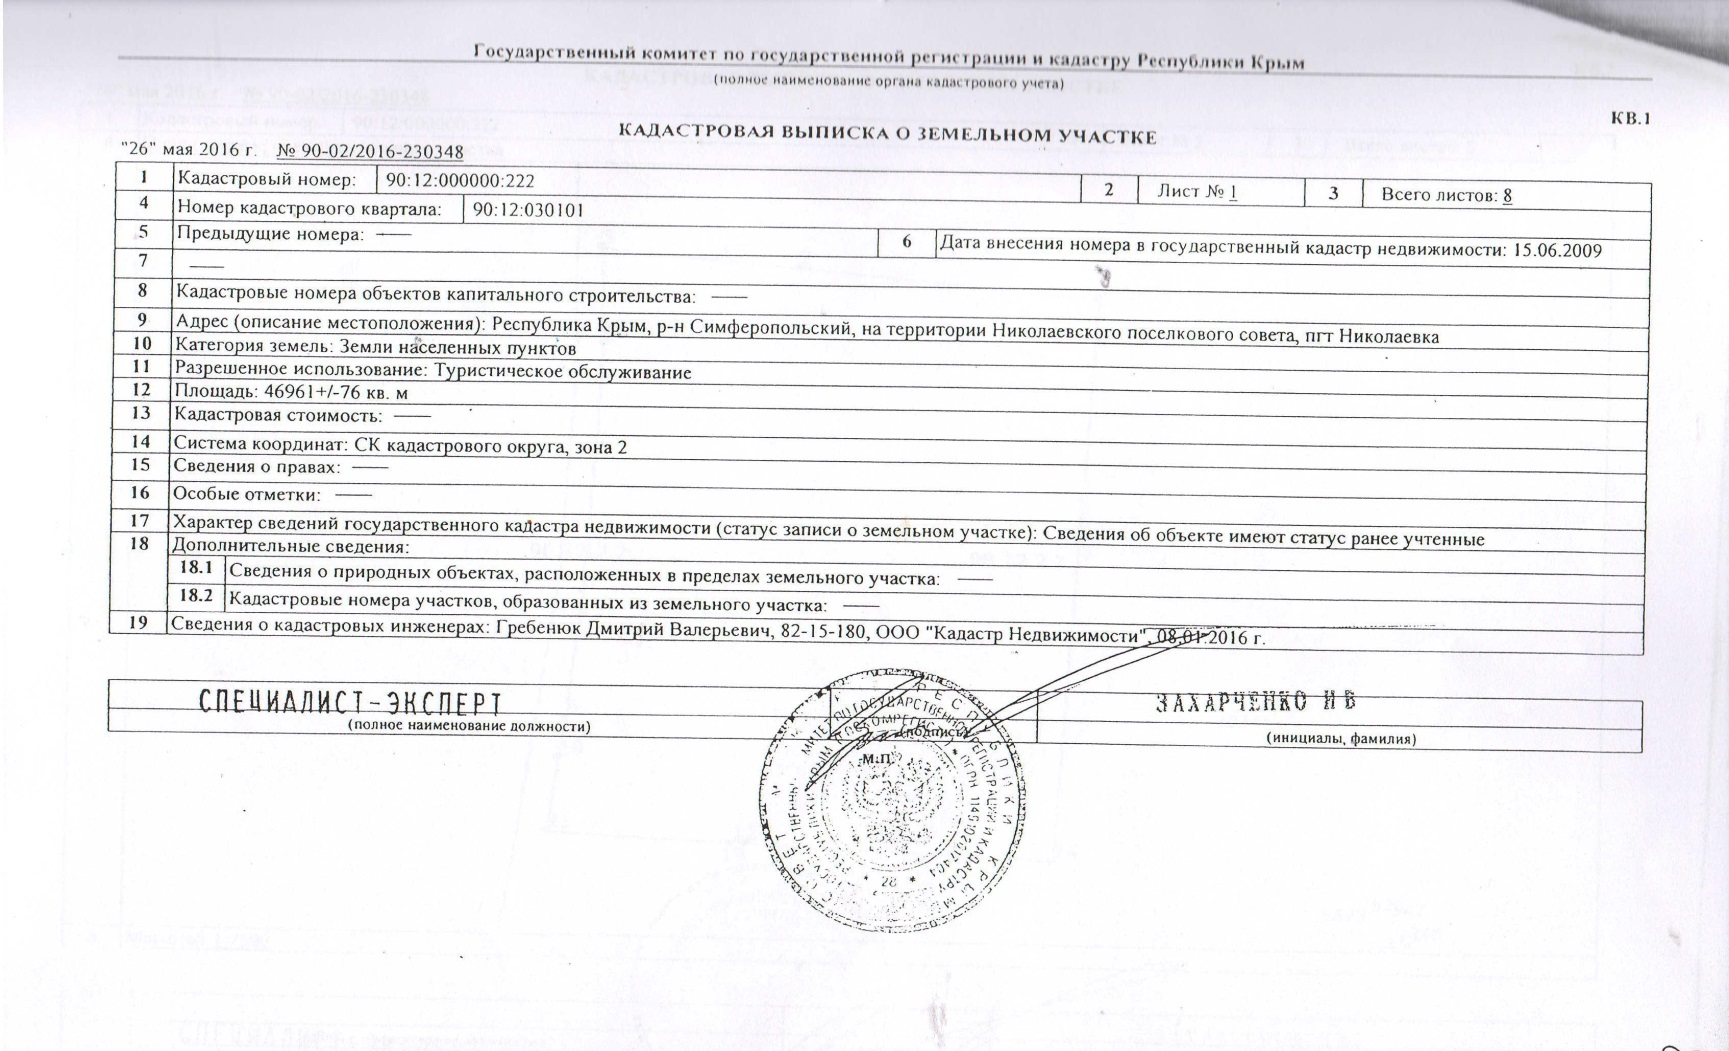 Государственный комитет по государственной регистрации и кадастру Республики Крым
(полное наименование органа кадастрового учета)
КВ.1
КАДАСТРОВАЯ ВЫПИСКА О ЗЕМЕЛЬНОМ УЧАСТКЕ
"26" мая 2016 г. № 90-02/2016-230348
1 Кадастровый номер: 90:12:000000:222 2 Лист № 1 3 Всего листов: 8
4 Номер кадастрового квартала: 90:12:030101
5 Предыдущие номера: —— 6 Дата внесения номера в государственный кадастр недвижимости: 15.06.2009
7 ——
8 Кадастровые номера объектов капитального строительства: ——
9 Адрес (описание местоположения): Республика Крым, р-н Симферопольский, на территории Николаевского поселкового совета, пгт Николаевка
10 Категория земель: Земли населенных пунктов
11 Разрешенное использование: Туристическое обслуживание
12 Площадь: 46961+/-76 кв. м
13 Кадастровая стоимость: ——
14 Система координат: СК кадастрового округа, зона 2
15 Сведения о правах: ——
16 Особые отметки: ——
17 Характер сведений государственного кадастра недвижимости (статус записи о земельном участке): Сведения об объекте имеют статус ранее учтенные
18 Дополнительные сведения:
18.1 Сведения о природных объектах, расположенных в пределах земельного участка: ——
18.2 Кадастровые номера участков, образованных из земельного участка: ——
19 Сведения о кадастровых инженерах: Гребенюк Дмитрий Валерьевич, 82-15-180, ООО "Кадастр Недвижимости", 08.01.2016 г.
СПЕЦИАЛИСТ-ЭКСПЕРТ ЗАХАРЧЕНКО И В
(полное наименование должности) (подпись) (инициалы, фамилия)
М.П.
СОВЕТ МИНИСТРОВ РЕСПУБЛИКИ КРЫМ
* 28 *